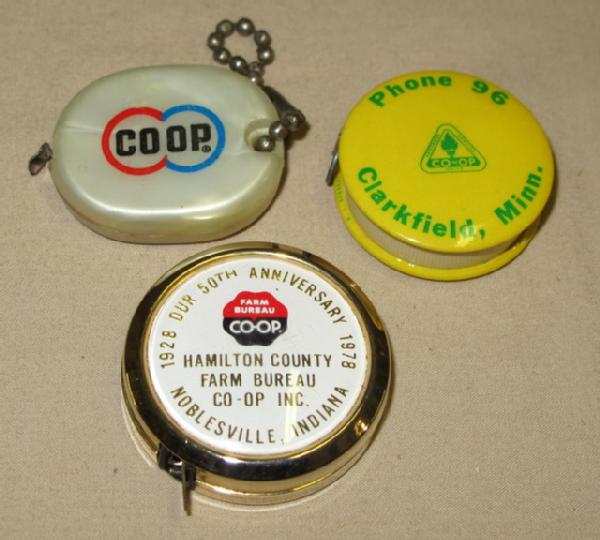 CO OP®
Phone 96
CO-OP
Clarkfield, Minn.
1928 OUR 50TH ANNIVERSARY 1978
FARM
BUREAU
CO-OP
HAMILTON COUNTY
FARM BUREAU
CO-OP INC.
NOBLESVILLE, INDIANA